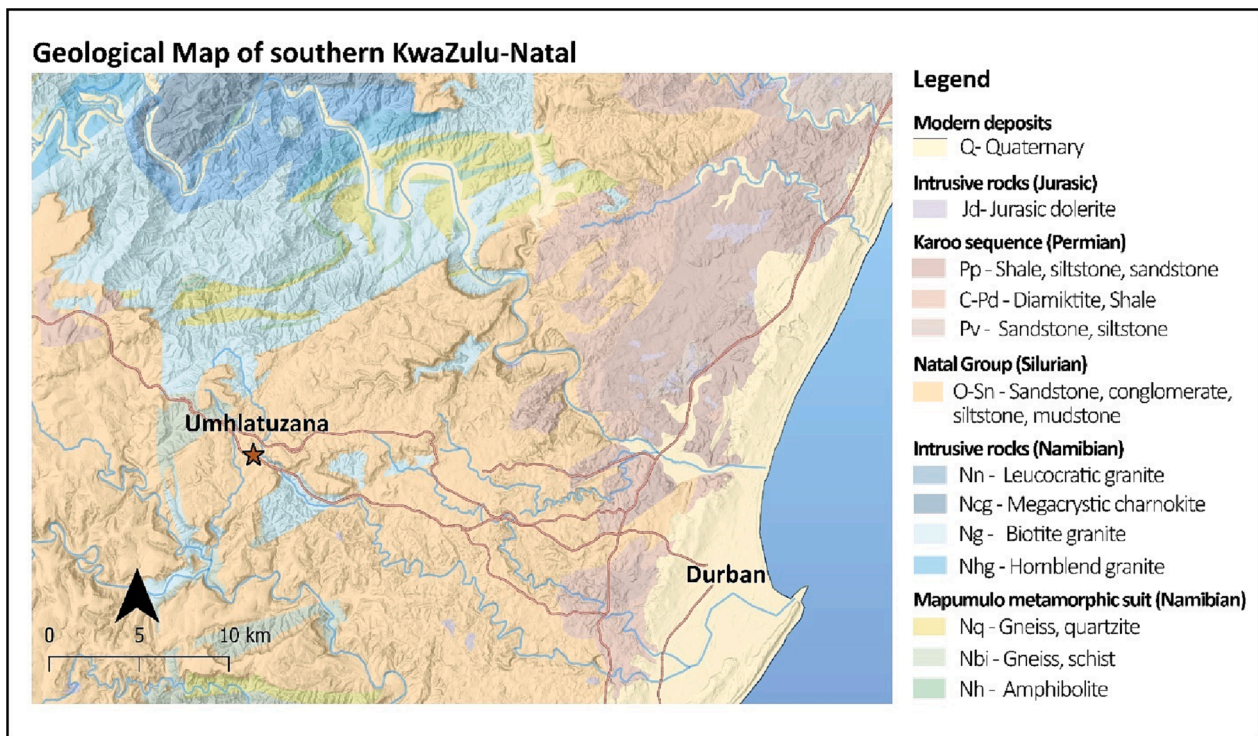 Geological Map of southern KwaZulu-Natal
Umhlatuzana
Durban
0 5 10 km
Legend
Modern deposits
Q- Quaternary
Intrusive rocks (Jurasic)
Jd- Jurasic dolerite
Karoo sequence (Permian)
Pp - Shale, siltstone, sandstone
C-Pd - Diamiktite, Shale
Pv - Sandstone, siltstone
Natal Group (Silurian)
O-Sn - Sandstone, conglomerate,
siltstone, mudstone
Intrusive rocks (Namibian)
Nn - Leucocratic granite
Ncg - Megacrystic charnokite
Ng - Biotite granite
Nhg - Hornblend granite
Mapumulo metamorphic suit (Namibian)
Nq - Gneiss, quartzite
Nbi - Gneiss, schist
Nh - Amphibolite